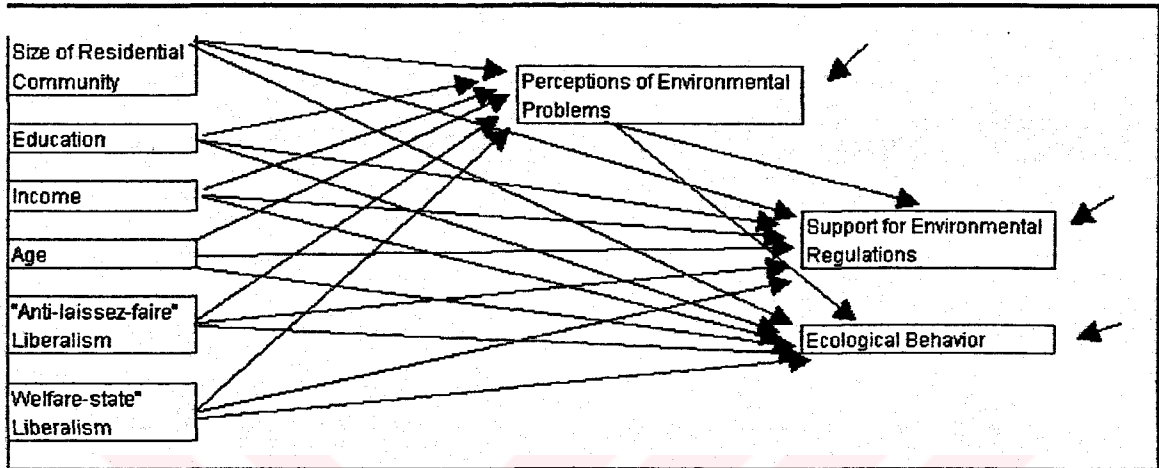 Size of Residential
Community
Education
Income
Age
"Anti-laissez-faire"
Liberalism
Welfare-state"
Liberalism
Perceptions of Environmental
Problems
Support for Environmental
Regulations
Ecological Behavior